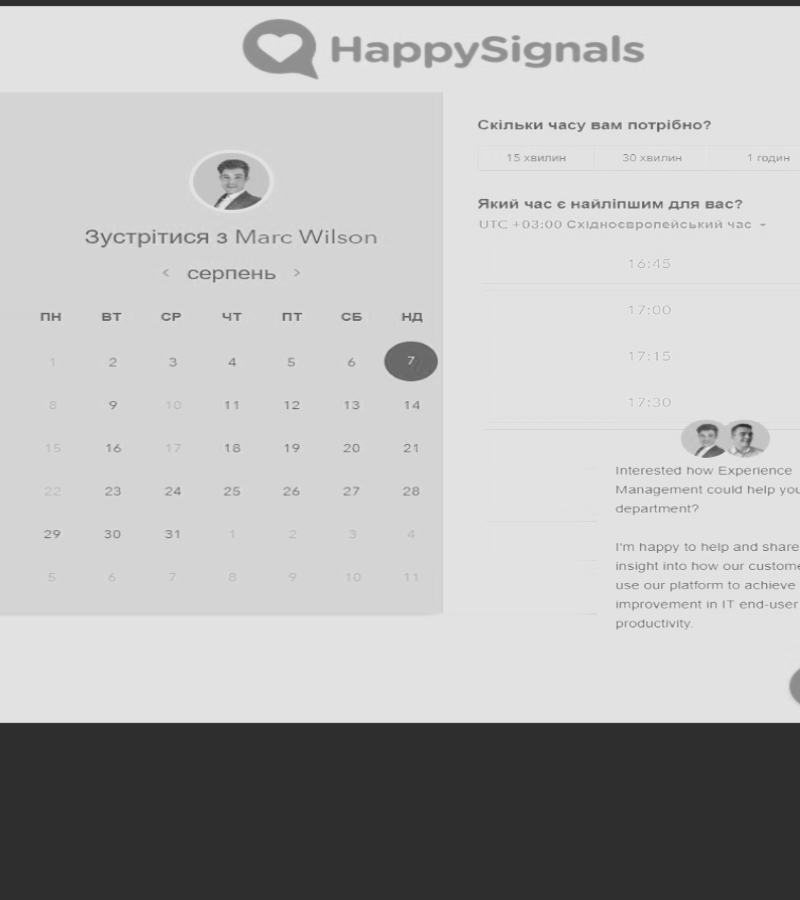 HappySignals
Зустрітися з Marc Wilson
< серпень >
ПН ВТ СР ЧТ ПТ СБ НД
1 2 3 4 5 6 7
8 9 10 11 12 13 14
15 16 17 18 19 20 21
22 23 24 25 26 27 28
29 30 31 1 2 3 4
5 6 7 8 9 10 11
Скільки часу вам потрібно?
15 хвилин 30 хвилин 1 годин
Який час є найліпшим для вас?
UTC +03:00 Східноєвропейський час
16:45
17:00
17:15
17:30
Interested how Experience
Management could help you
department?
I'm happy to help and share
insight into how our custome
use our platform to achieve
improvement in IT end-user
productivity.